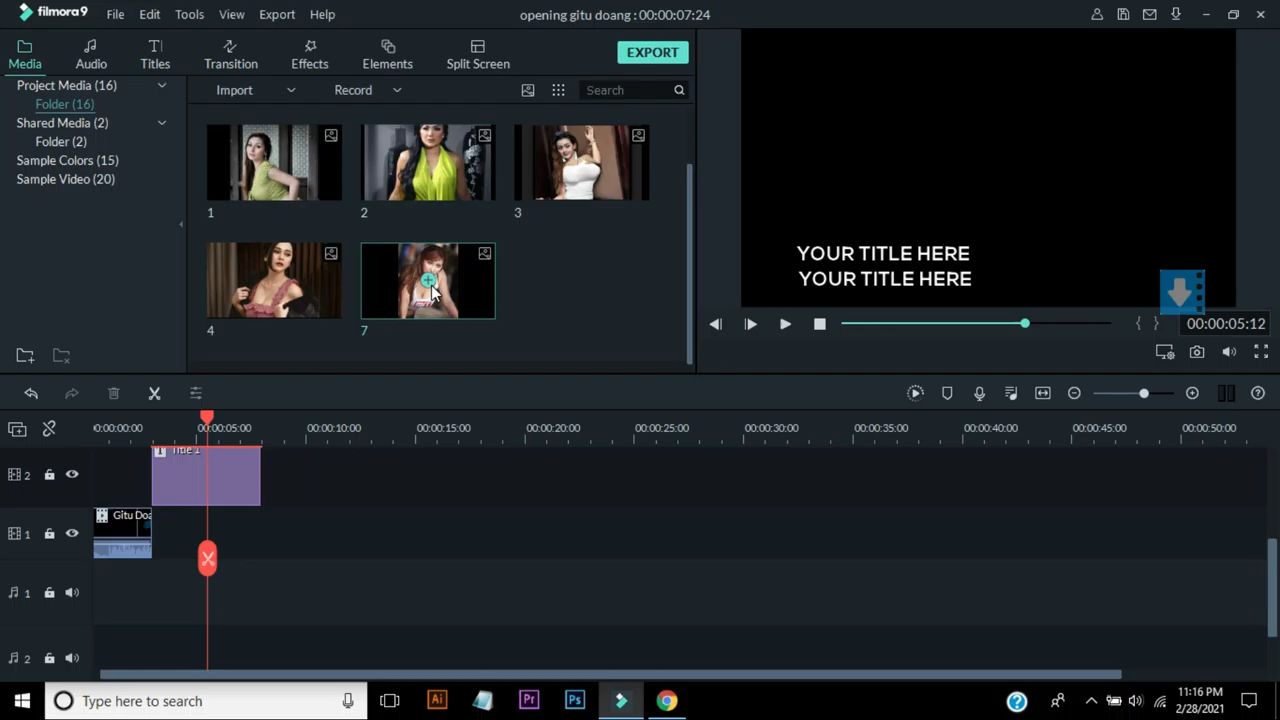 filmora9 File Edit Tools View Export Help opening gitu doang : 00:00:07:24
Media Audio Titles Transition Effects Elements Split Screen EXPORT
Project Media (16)
Folder (16)
Shared Media (2)
Folder (2)
Sample Colors (15)
Sample Video (20)
Import Record Search
1 2 3
4 7
YOUR TITLE HERE
YOUR TITLE HERE
{ } 00:00:05:12
00:00:00 00:00:05:00 00:00:10:00 00:00:15:00 00:00:20:00 00:00:25:00 00:00:30:00 00:00:35:00 00:00:40:00 00:00:45:00 00:00:50:00
2 Title 1
1 Gitu Doa
1
2
Type here to search Ai Pr Ps
11:16 PM
2/28/2021